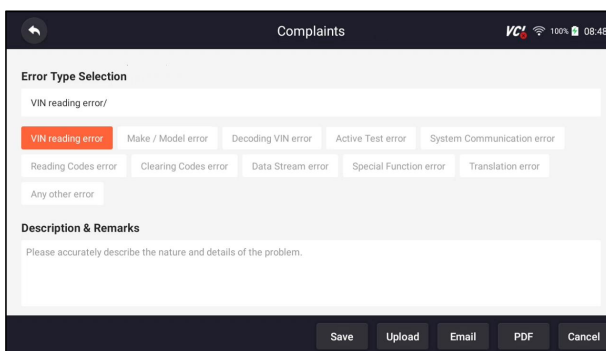 Complaints VCI 100% 08:48
Error Type Selection
VIN reading error/
VIN reading error Make / Model error Decoding VIN error Active Test error System Communication error
Reading Codes error Clearing Codes error Data Stream error Special Function error Translation error
Any other error
Description & Remarks
Please accurately describe the nature and details of the problem.
Save Upload Email PDF Cancel